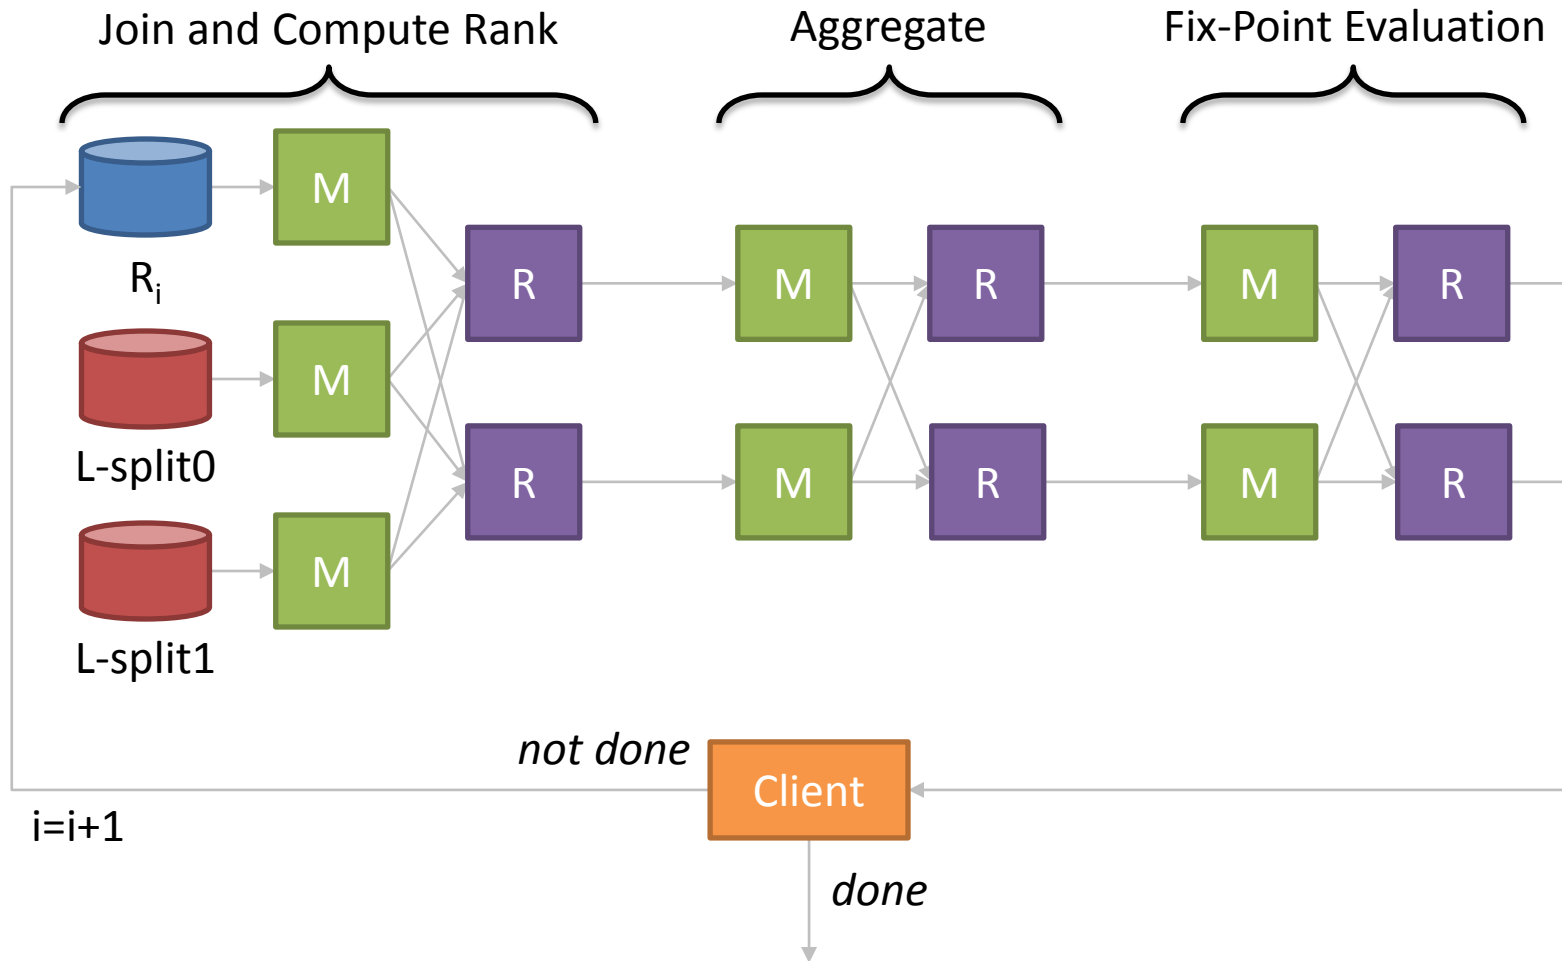 Join and Compute Rank
Aggregate
Fix-Point Evaluation
M
R M R M R
Ri
M
R M R M R
L-split0
M
L-split1
not done
Client
i=i+1
done